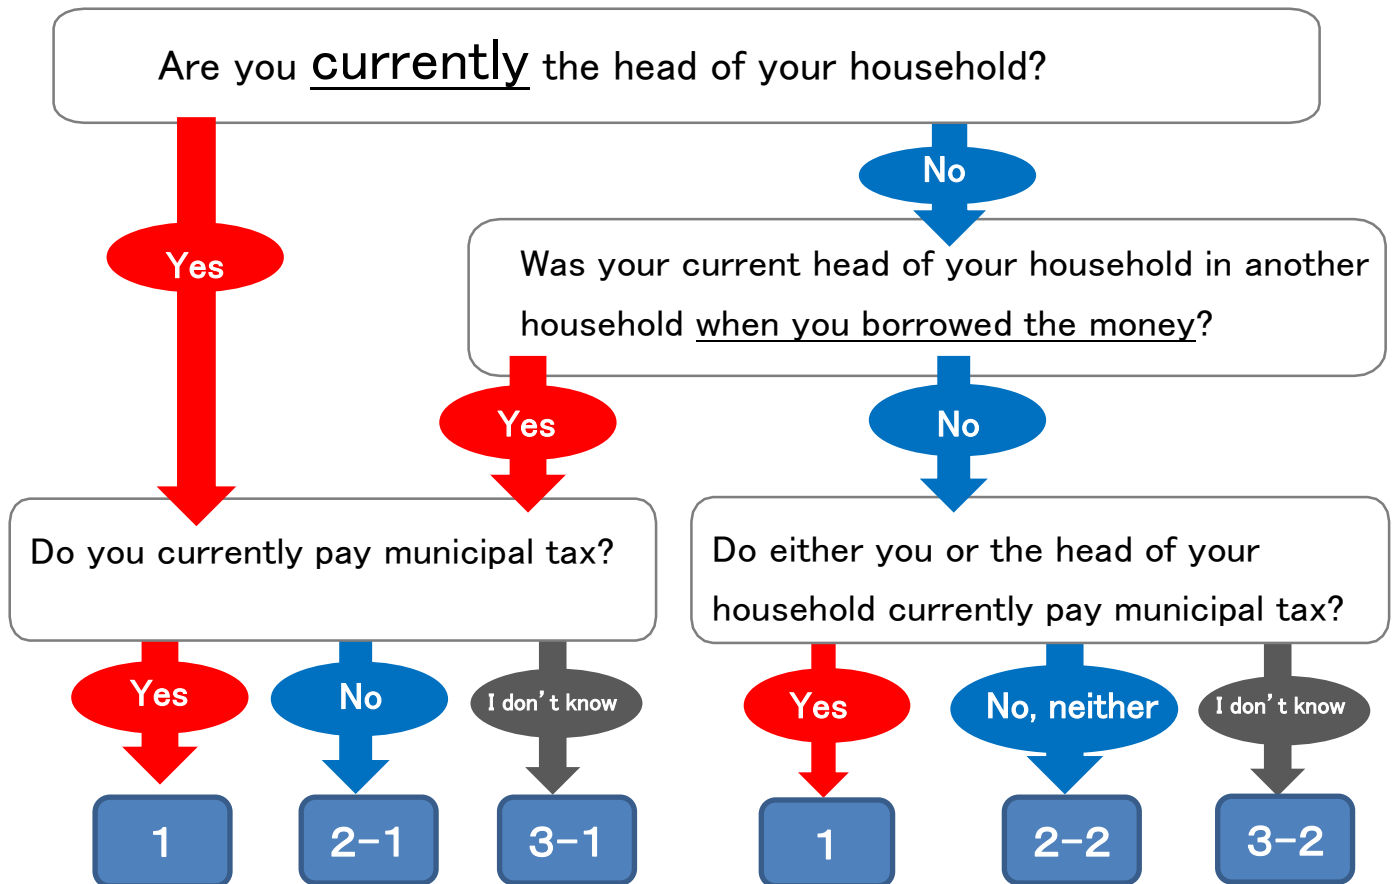 Are you currently the head of your household?
No
Yes
Was your current head of your household in another
household when you borrowed the money?
Yes
No
Do you currently pay municipal tax?
Do either you or the head of your
household currently pay municipal tax?
Yes
No
I don't know
Yes
No, neither
I don't know
1
2-1
3-1
1
2-2
3-2